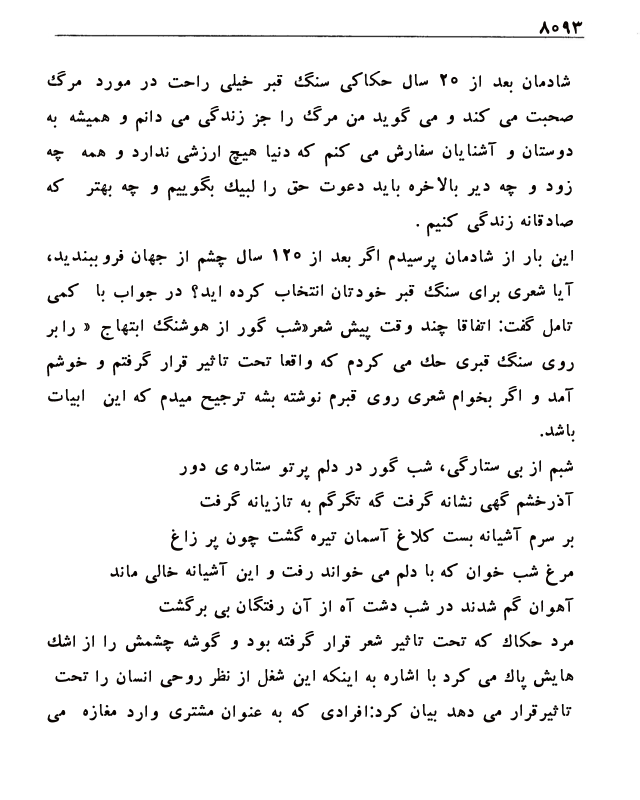 ۸۰۹۳
شادمان بعد از ۲۰ سال حکاکی سنگ قبر خیلی راحت در مورد مرگ
صحبت می کند و می گوید من مرگ را جز زندگی می دانم و همیشه به
دوستان و آشنایان سفارش می کنم که دنیا هیچ ارزشی ندارد و همه چه
زود و چه دیر بالاخره باید دعوت حق را لبیك بگوییم و چه بهتر که
صادقانه زندگی کنیم .
این بار از شادمان پرسیدم اگر بعد از ۱۲۰ سال چشم از جهان فروببندید،
آیا شعری برای سنگ قبر خودتان انتخاب کرده اید؟ در جواب با کمی
تامل گفت: اتفاقا چند وقت پیش شعر«شب گور از هوشنگ ابتهاج « رابر
روی سنگ قبری حك می کردم که واقعا تحت تاثیر قرار گرفتم و خوشم
آمد و اگر بخوام شعری روی قبرم نوشته بشه ترجیح میدم که این ابیات
باشد.
شبم از بی ستارگی، شب گور در دلم پرتو ستاره ی دور
آذرخشم گهی نشانه گرفت گه تگرگم به تازیانه گرفت
بر سرم آشیانه بست کلاغ آسمان تیره گشت چون پر زاغ
مرغ شب خوان که با دلم می خواند رفت و این آشیانه خالی ماند
آهوان گم شدند در شب دشت آه از آن رفتگان بی برگشت
مرد حکاك که تحت تاثیر شعر قرار گرفته بود و گوشه چشمش را از اشك
هایش پاك می کرد با اشاره به اینکه این شغل از نظر روحی انسان را تحت
تاثیرقرار می دهد بیان کرد:افرادی که به عنوان مشتری وارد مغازه می